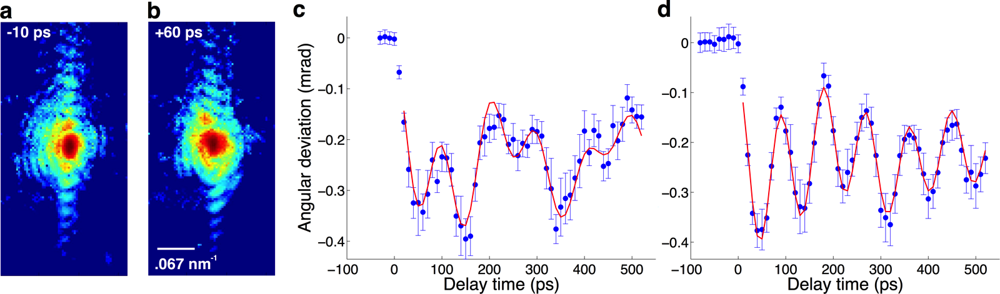 a
-10 ps
b
+60 ps
.067 nm⁻¹
c
Angular deviation (mrad)
0
−0.1
−0.2
−0.3
−0.4
−100 0 100 200 300 400 500
Delay time (ps)
d
0
−0.1
−0.2
−0.3
−0.4
−100 0 100 200 300 400 500
Delay time (ps)